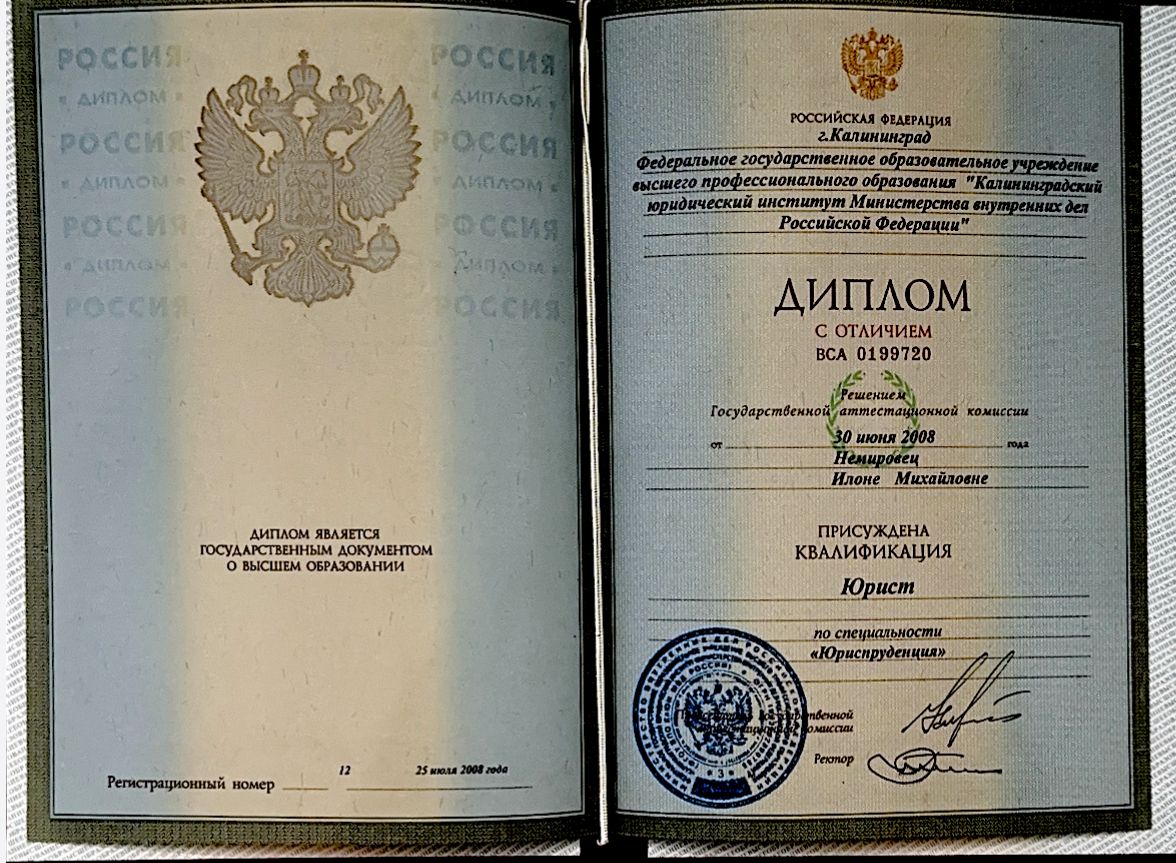 РОССИЯ РОССИЯ
ДИПЛОМ ДИПЛОМ
РОССИЯ РОССИЯ
ДИПЛОМ ДИПЛОМ
РОССИЯ РОССИЯ
ДИПЛОМ ДИПЛОМ
РОССИЯ РОССИЯ
ДИПЛОМ ЯВЛЯЕТСЯ
ГОСУДАРСТВЕННЫМ ДОКУМЕНТОМ
О ВЫСШЕМ ОБРАЗОВАНИИ
Регистрационный номер 12 25 июля 2008 года
РОССИЙСКАЯ ФЕДЕРАЦИЯ
г.Калининград
Федеральное государственное образовательное учреждение
высшего профессионального образования "Калининградский
юридический институт Министерства внутренних дел
Российской Федерации"
ДИПЛОМ
С ОТЛИЧИЕМ
ВСА 0199720
Решением
Государственной аттестационной комиссии
от 30 июня 2008 года
Немировец
Илоне Михайловне
ПРИСУЖДЕНА
КВАЛИФИКАЦИЯ
Юрист
по специальности
«Юриспруденция»
Ректор